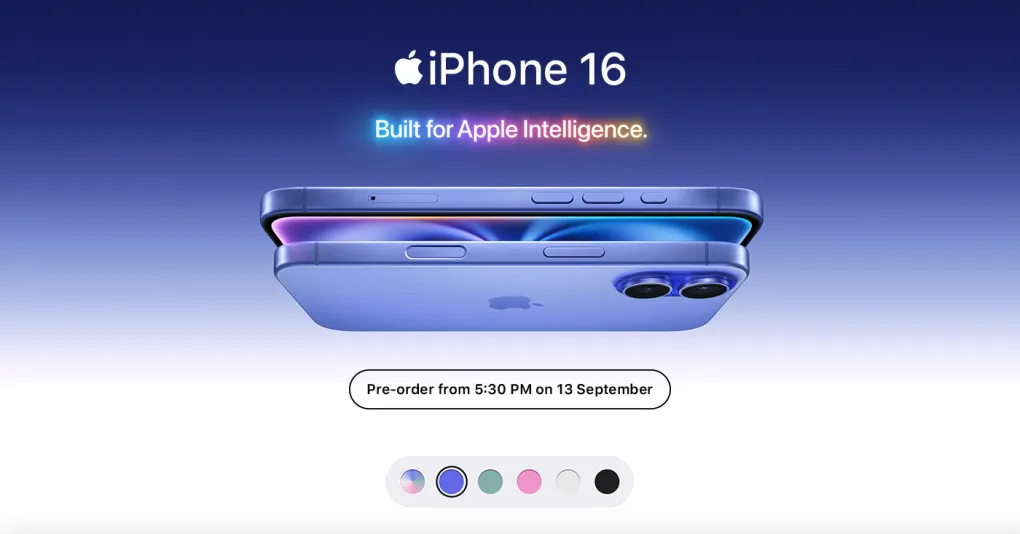 iPhone 16
Built for Apple Intelligence.
Pre-order from 5:30 PM on 13 September